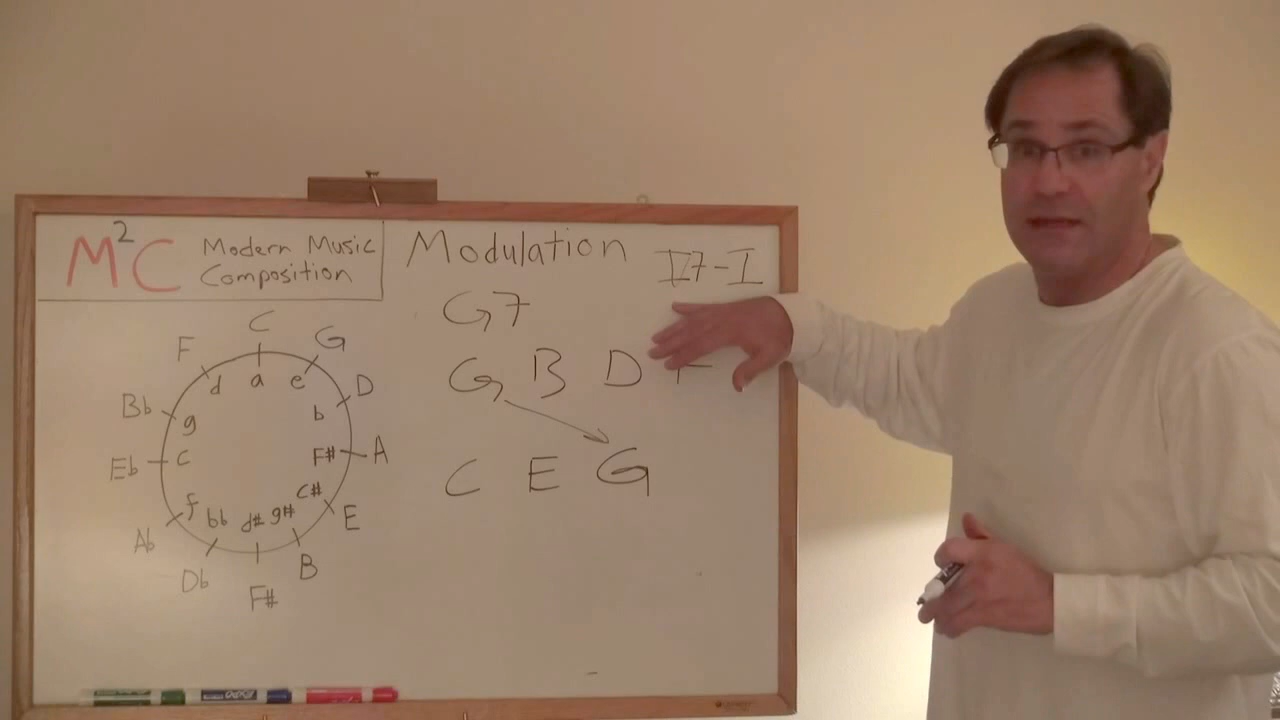 M²C Modern Music
Composition
Modulation V7-I
G7
G B D F
C E G
C
F G
Bb D
Eb A
Ab E
Db B
F#
d a e
g b
c F#
f c#
bb d# g#